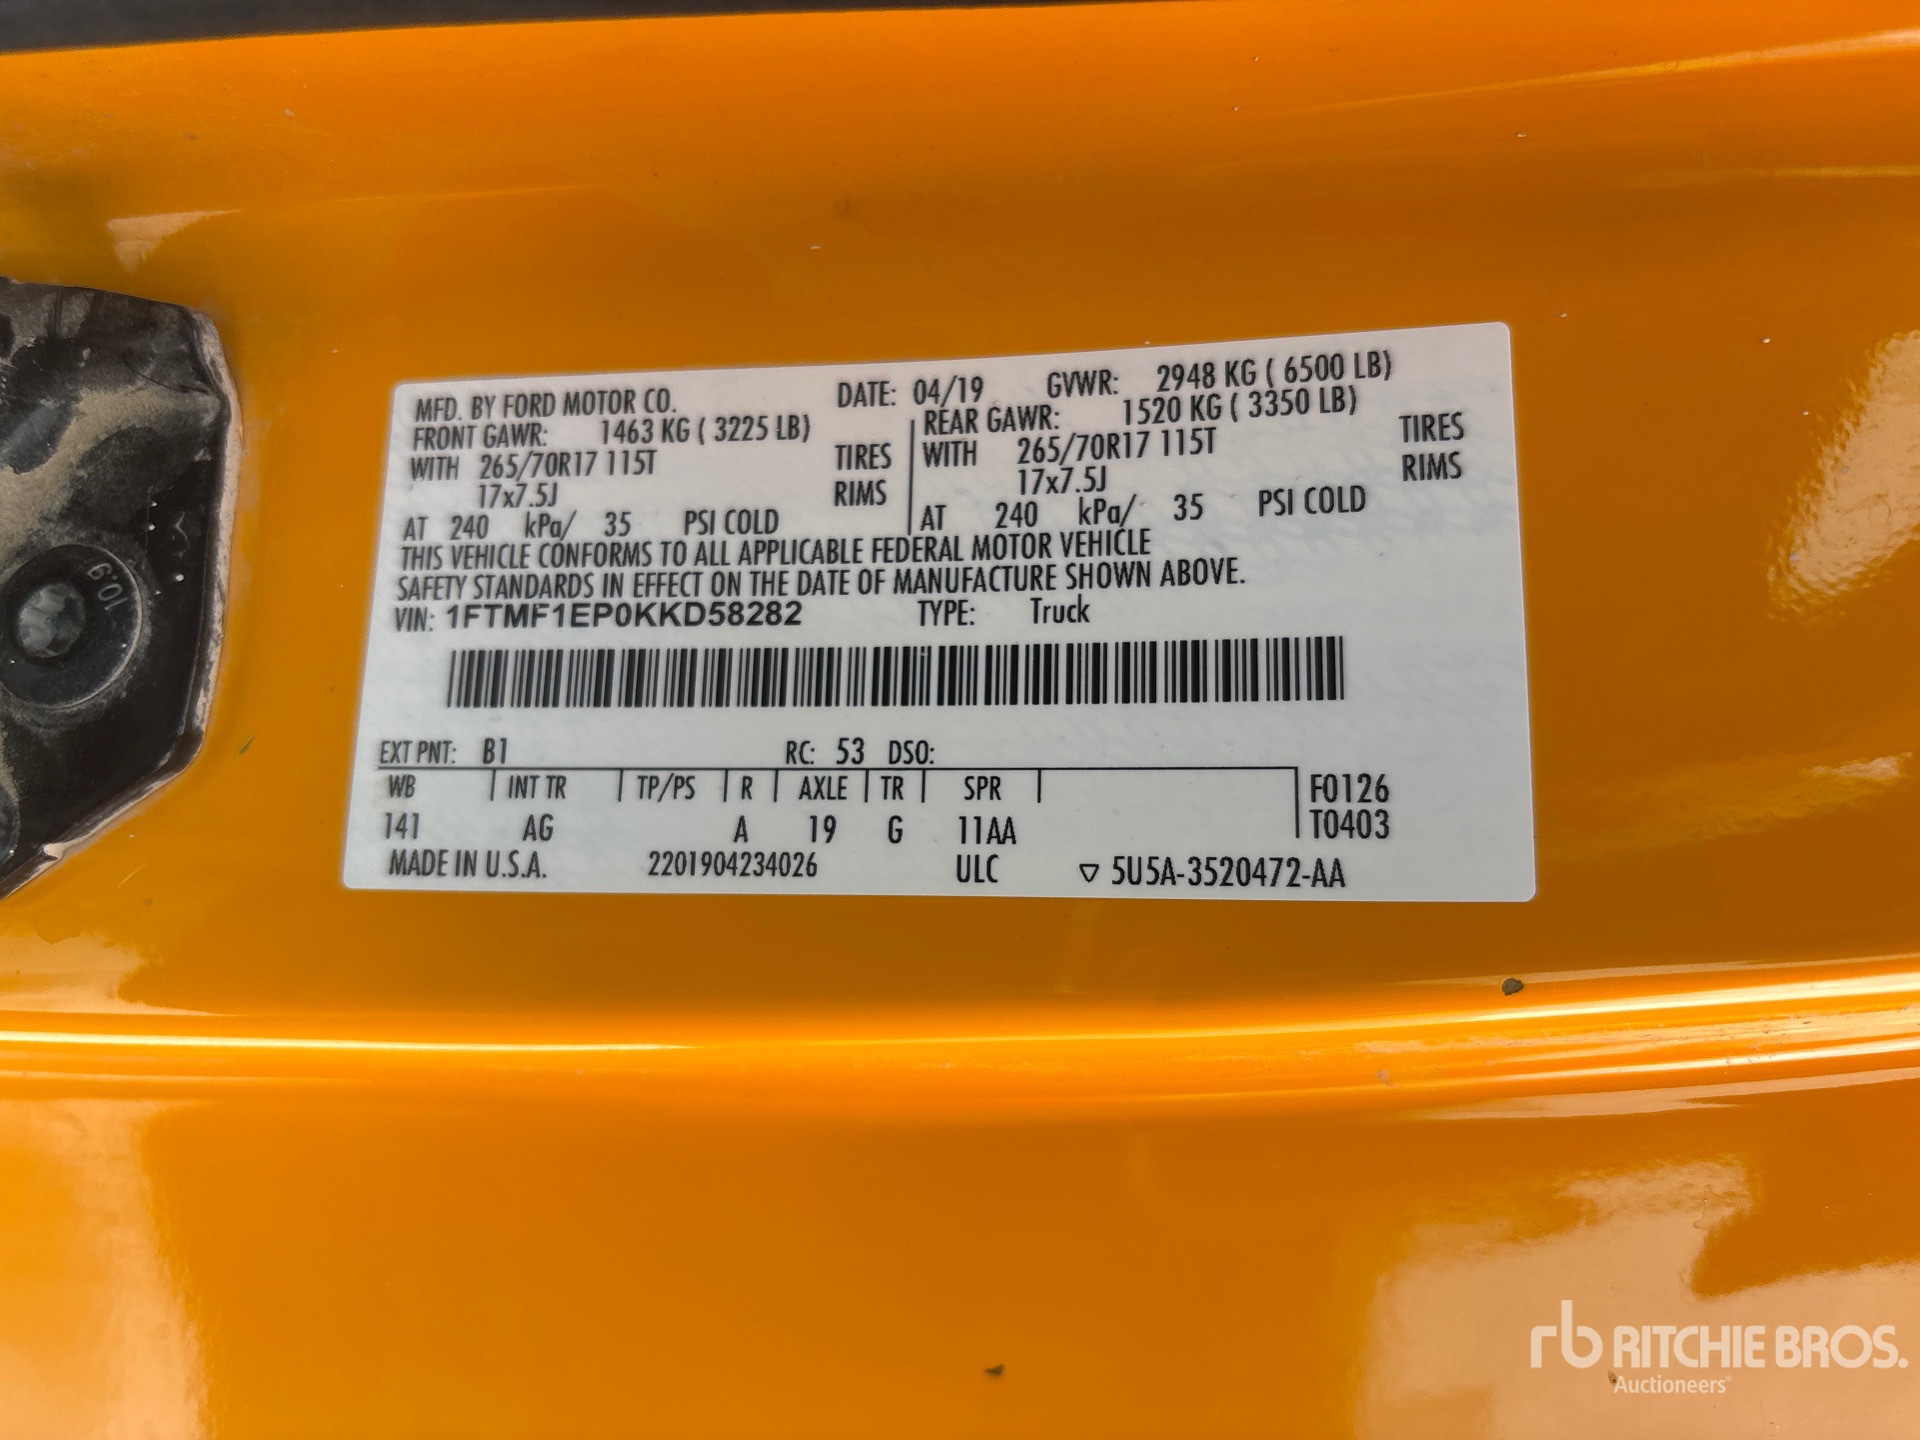 MFD. BY FORD MOTOR CO. DATE: 04/19 GVWR: 2948 KG ( 6500 LB)
FRONT GAWR: 1463 KG ( 3225 LB) REAR GAWR: 1520 KG ( 3350 LB)
WITH 265/70R17 115T TIRES WITH 265/70R17 115T TIRES
17x7.5J RIMS 17x7.5J RIMS
AT 240 kPa/ 35 PSI COLD AT 240 kPa/ 35 PSI COLD
THIS VEHICLE CONFORMS TO ALL APPLICABLE FEDERAL MOTOR VEHICLE
SAFETY STANDARDS IN EFFECT ON THE DATE OF MANUFACTURE SHOWN ABOVE.
VIN: 1FTMF1EP0KKD58282 TYPE: Truck
EXT PNT: B1 RC: 53 DSO:
WB INT TR TP/PS R AXLE TR SPR F0126
141 AG A 19 G 11AA T0403
MADE IN U.S.A. 2201904234026 ULC ▽ 5U5A-3520472-AA
10.9
rb RITCHIE BROS.
Auctioneers